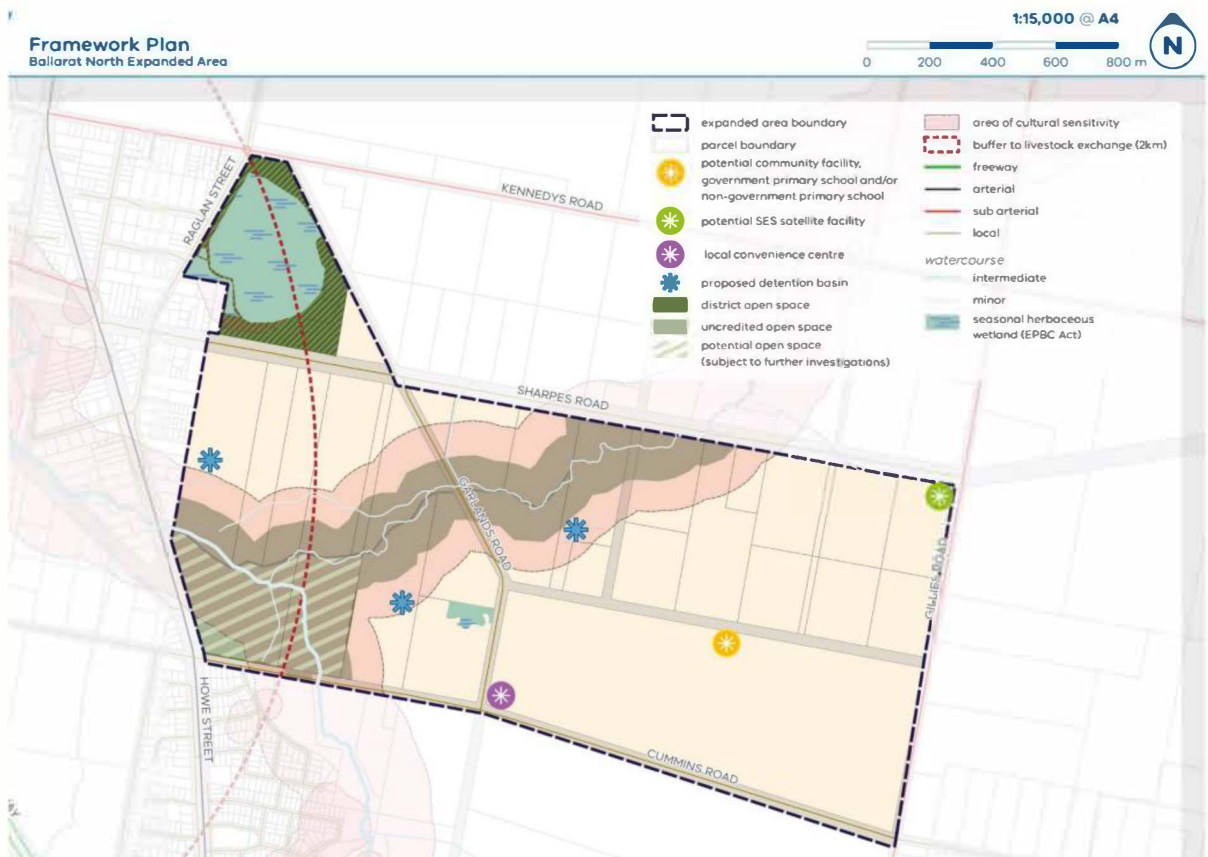 1:15,000 @ A4
Framework Plan
Ballarat North Expanded Area
N
0 200 400 600 800 m
expanded area boundary
parcel boundary
potential community facility,
government primary school and/or
non-government primary school
potential SES satellite facility
local convenience centre
proposed detention basin
district open space
uncredited open space
potential open space
(subject to further investigations)
area of cultural sensitivity
buffer to livestock exchange (2km)
freeway
arterial
sub arterial
local
watercourse
intermediate
minor
seasonal herbaceous
wetland (EPBC Act)
RAGLAN STREET
KENNEDYS ROAD
SHARPES ROAD
GARLANDS ROAD
GILLIES ROAD
HOWE STREET
CUMMINS ROAD